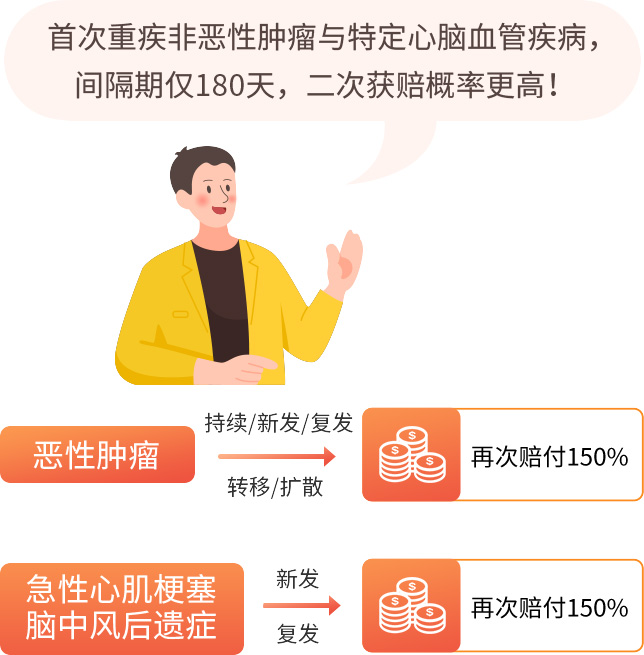 首次重疾非恶性肿瘤与特定心脑血管疾病，
间隔期仅180天，二次获赔概率更高！
持续/新发/复发
恶性肿瘤
转移/扩散
$
$
$
再次赔付150%
急性心肌梗塞
脑中风后遗症
新发
复发
$
$
$
再次赔付150%